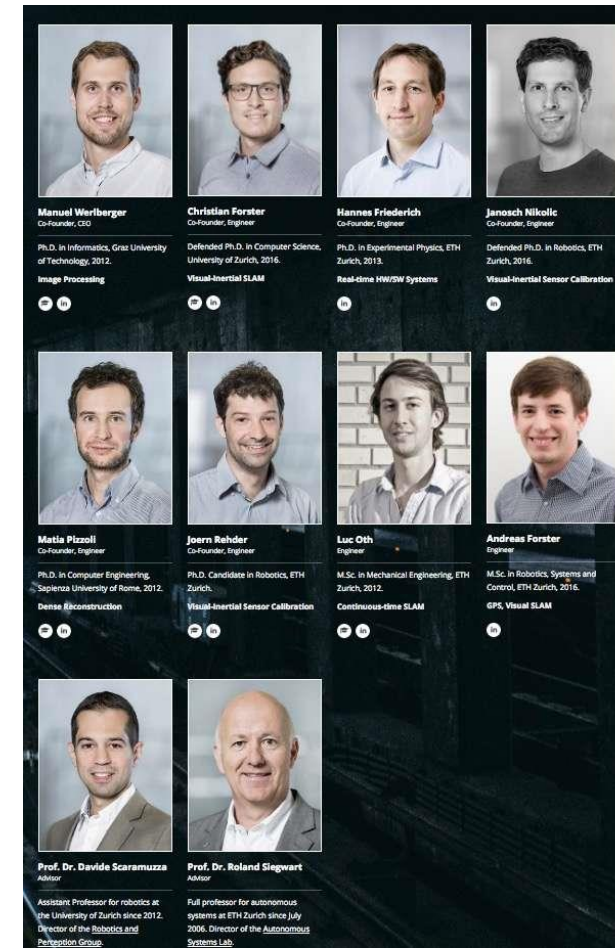 Manuel Werlberger
Co-Founder, CEO
Ph.D. in Informatics, Graz University
of Technology, 2012.
Image Processing
in
Christian Forster
Co-Founder, Engineer
Defended Ph.D. in Computer Science,
University of Zurich, 2016.
Visual-Inertial SLAM
in
Hannes Friederich
Co-Founder, Engineer
Ph.D. in Experimental Physics, ETH
Zurich, 2013.
Real-time HW/SW Systems
in
Janosch Nikolic
Co-Founder, Engineer
Defended Ph.D. in Robotics, ETH
Zurich, 2016.
Visual-Inertial Sensor Calibration
in
Matia Pizzoli
Co-Founder, Engineer
Ph.D. in Computer Engineering,
Sapienza University of Rome, 2012.
Dense Reconstruction
in
Joern Rehder
Co-Founder, Engineer
Ph.D. Candidate in Robotics, ETH
Zurich.
Visual-Inertial Sensor Calibration
in
Luc Oth
Engineer
M.Sc. in Mechanical Engineering, ETH
Zurich, 2012.
Continuous-time SLAM
in
Andreas Forster
Engineer
M.Sc. in Robotics, Systems and
Control, ETH Zurich, 2016.
GPS, Visual SLAM
in
Prof. Dr. Davide Scaramuzza
Advisor
Assistant Professor for robotics at
the University of Zurich since 2012.
Director of the Robotics and
Perception Group.
Prof. Dr. Roland Siegwart
Advisor
Full professor for autonomous
systems at ETH Zurich since July
2006. Director of the Autonomous
Systems Lab.